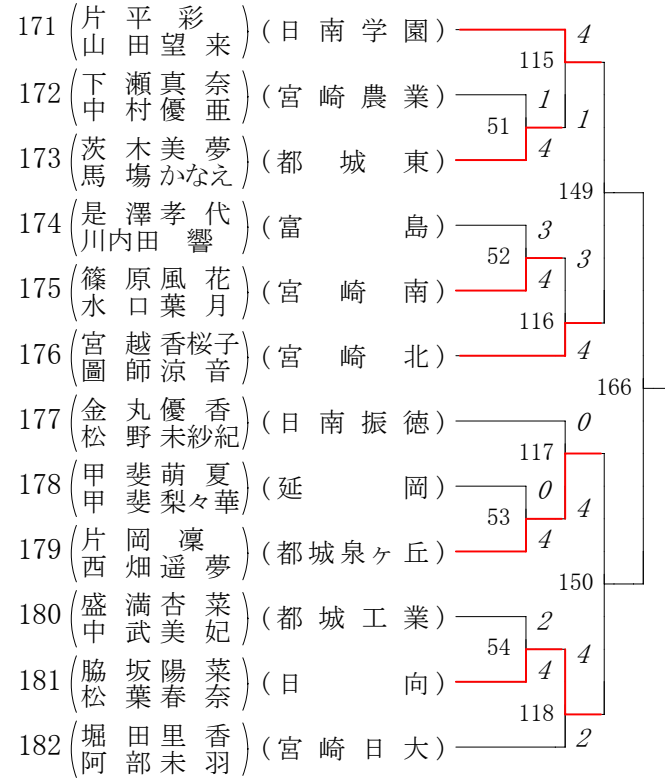 171 (片平 彩 山田望来) (日南学園) 4
115
172 (下瀬真奈 中村優亜) (宮崎農業) 1
51 1
173 (茨木美夢 馬塲かなえ) (都城東) 4
149
174 (是澤孝代 川内田 響) (富島) 3
52 3
175 (篠原風花 水口葉月) (宮崎南) 4
116
176 (宮越香桜子 圖師涼音) (宮崎北) 4
166
177 (金丸優香 松野未紗紀) (日南振徳) 0
117
178 (甲斐萌夏 甲斐梨々華) (延岡) 0
53 4
179 (片岡 凜 西畑遥夢) (都城泉ヶ丘) 4
150
180 (盛満杏菜 中武美妃) (都城工業) 2
54 4
181 (脇坂陽菜 松葉春奈) (日向) 4
118
182 (堀田里香 阿部未羽) (宮崎日大) 2